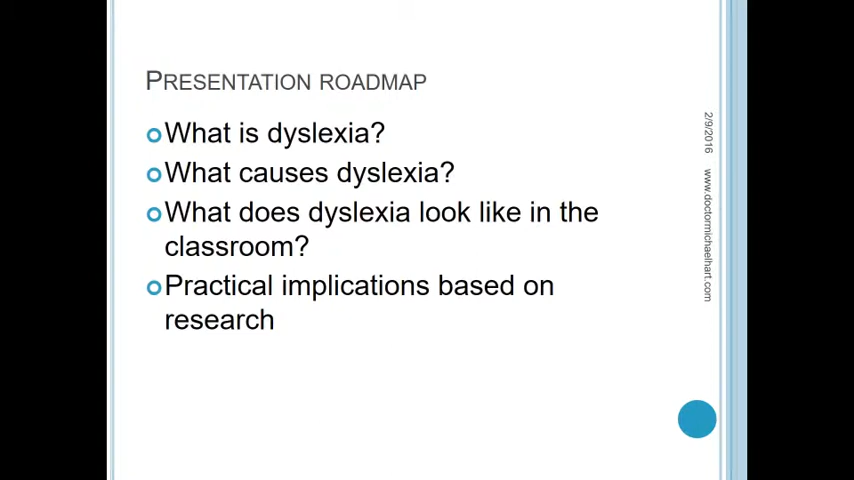 PRESENTATION ROADMAP
What is dyslexia?
What causes dyslexia?
What does dyslexia look like in the
classroom?
Practical implications based on
research
2/9/2016 www.doctormichaelhart.com